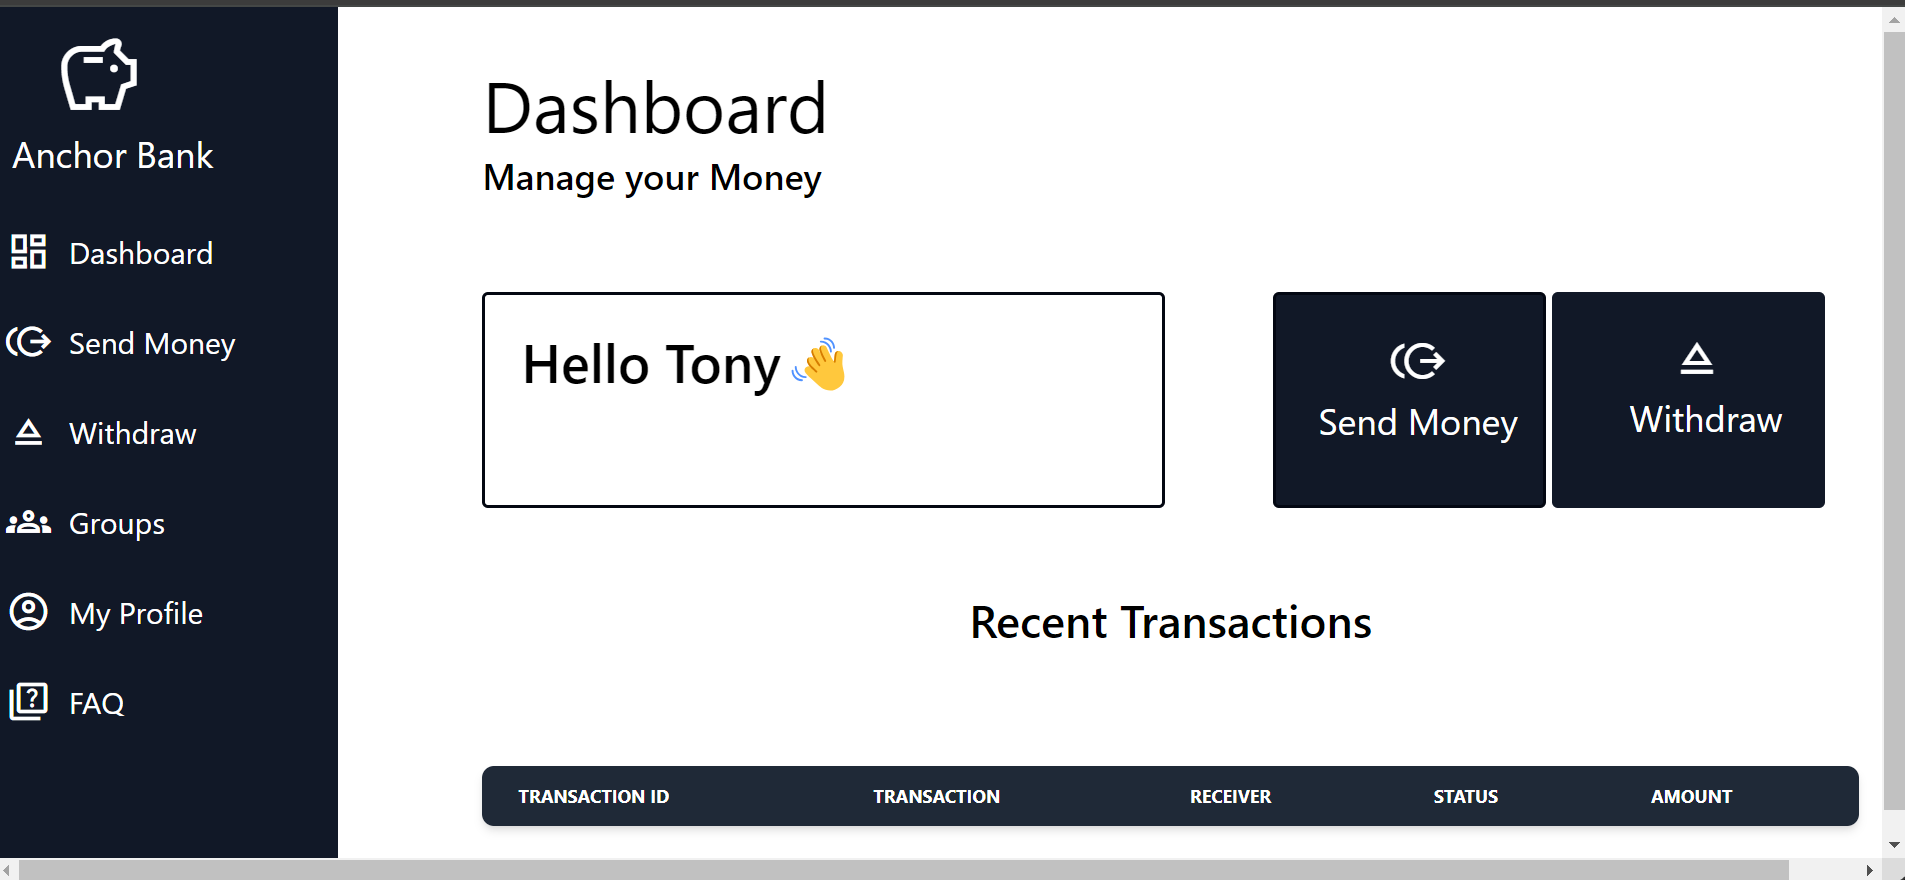 Anchor Bank
Dashboard
Send Money
Withdraw
Groups
My Profile
FAQ
Dashboard
Manage your Money
Hello Tony 👋
Send Money
Withdraw
Recent Transactions
TRANSACTION ID TRANSACTION RECEIVER STATUS AMOUNT